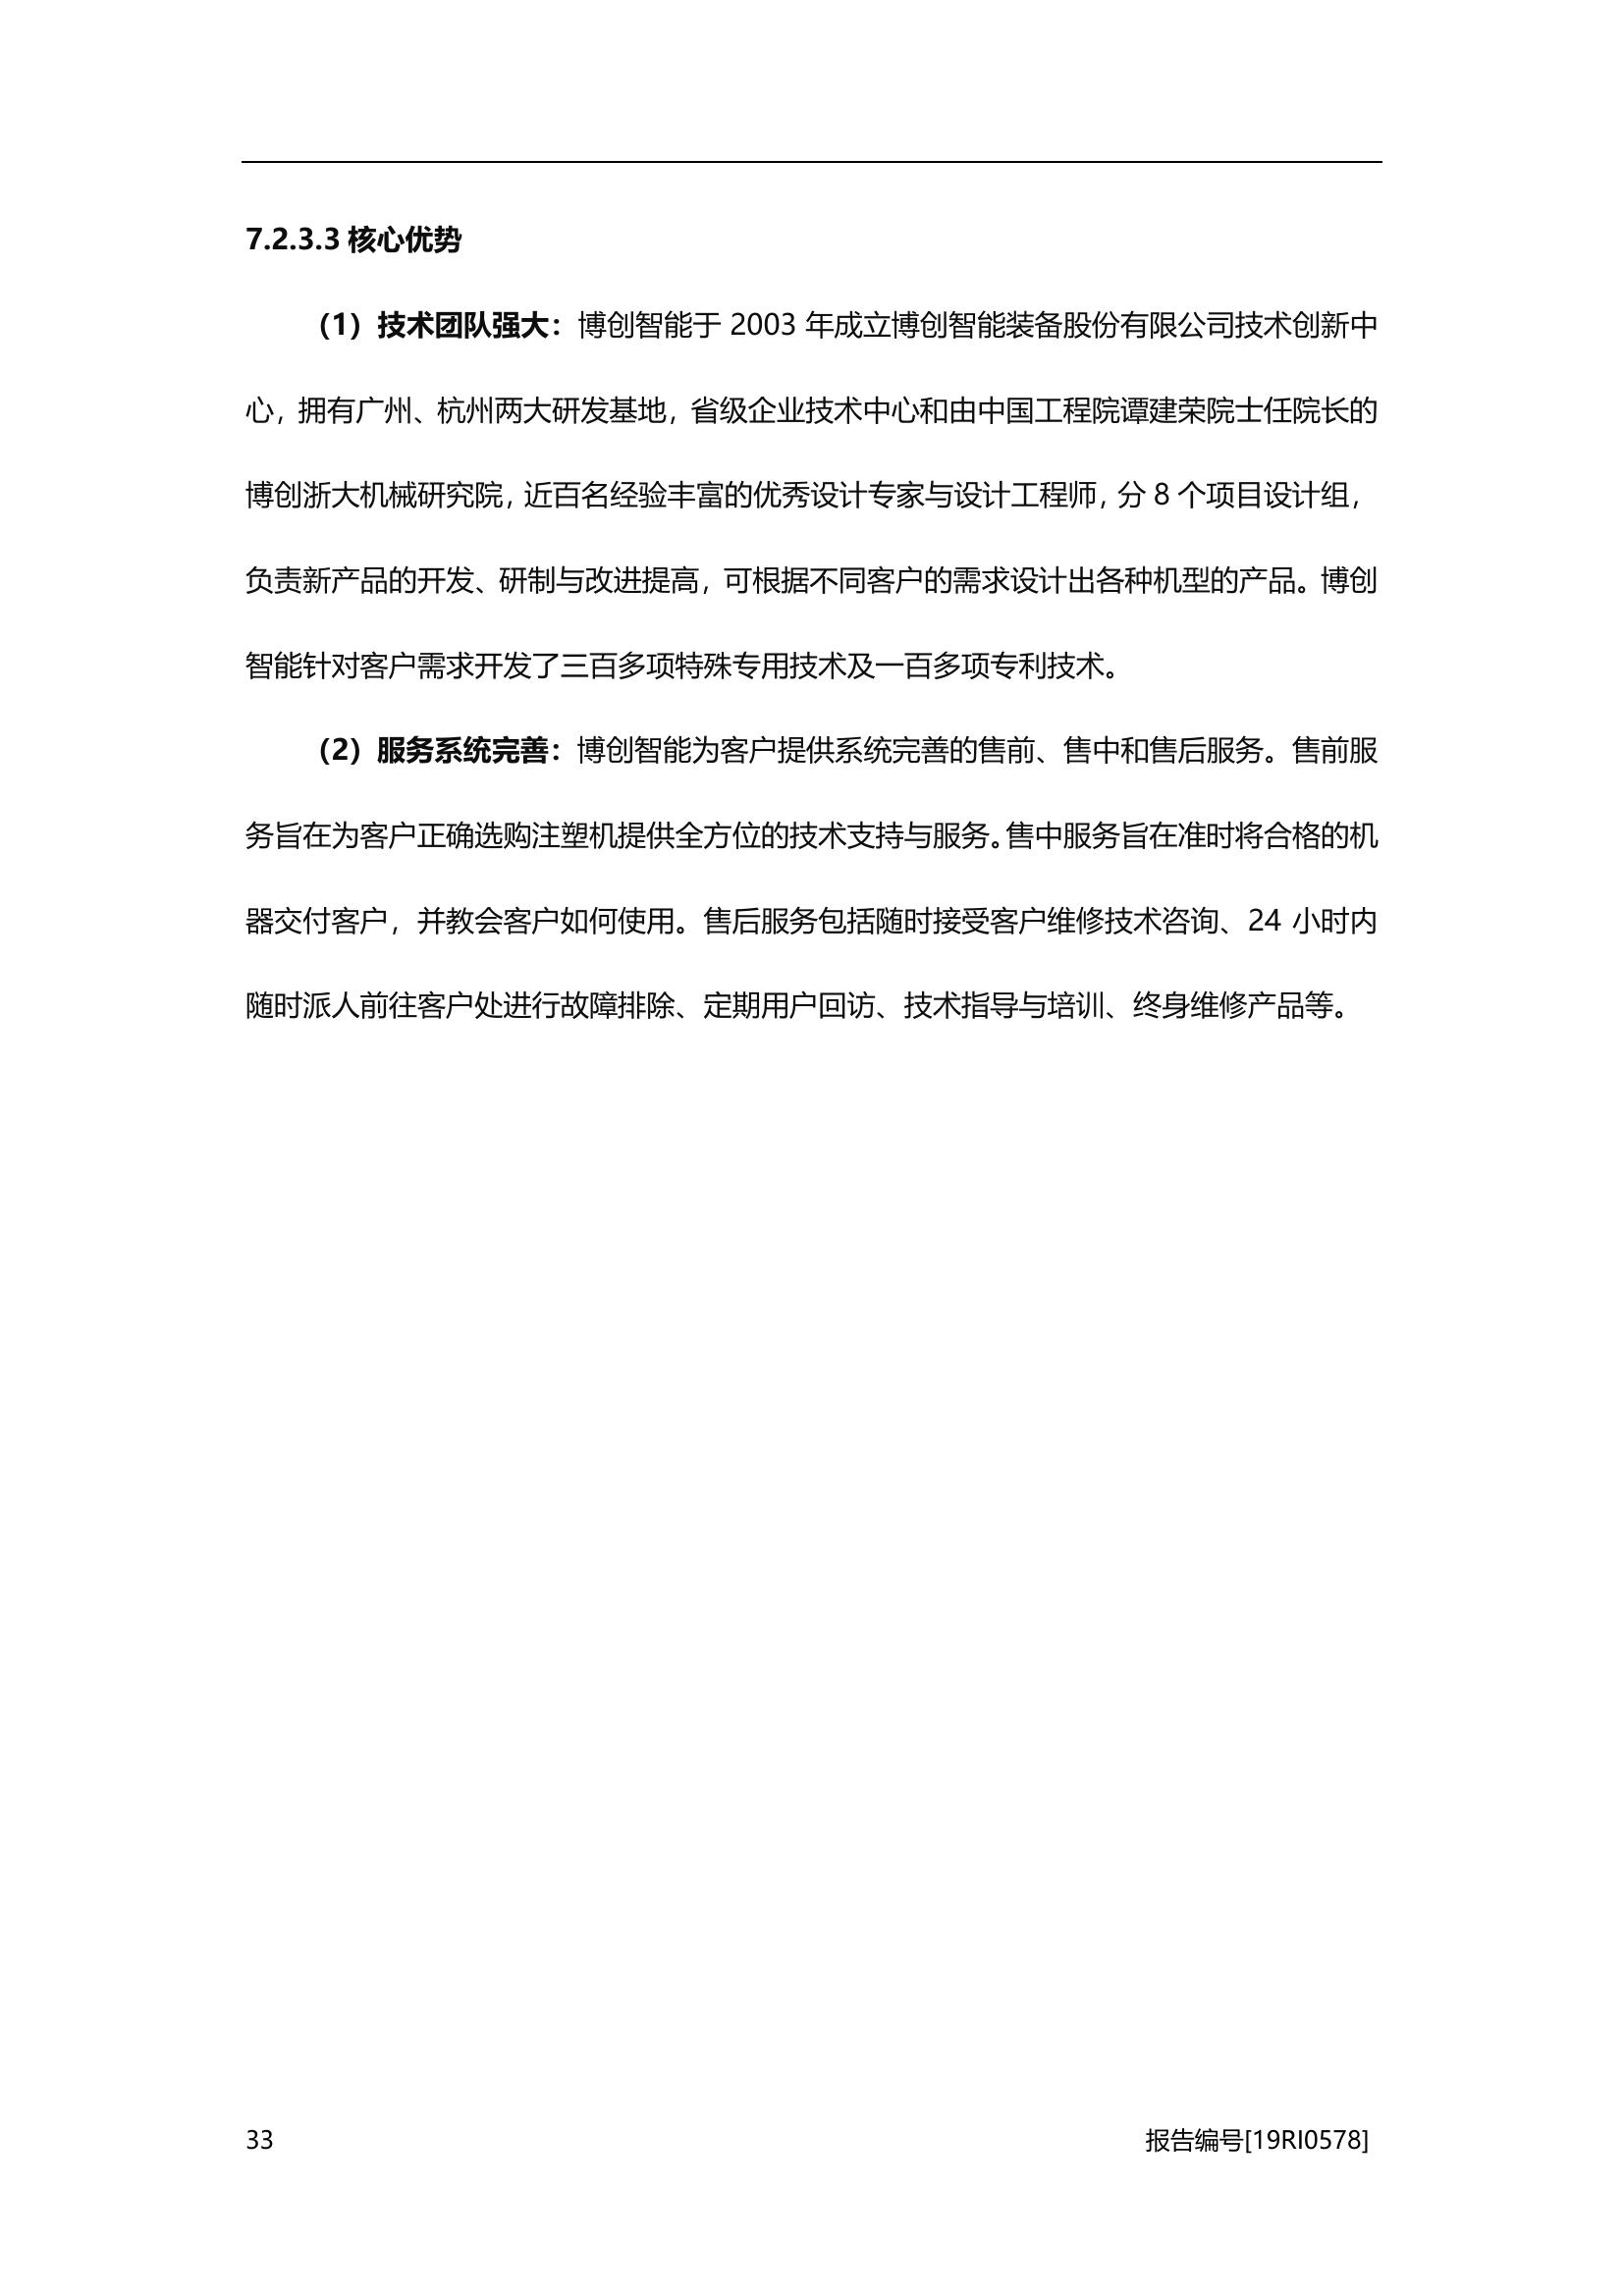 7.2.3.3 核心优势
（1）技术团队强大：博创智能于 2003 年成立博创智能装备股份有限公司技术创新中
心，拥有广州、杭州两大研发基地，省级企业技术中心和由中国工程院谭建荣院士任院长的
博创浙大机械研究院，近百名经验丰富的优秀设计专家与设计工程师，分 8 个项目设计组，
负责新产品的开发、研制与改进提高，可根据不同客户的需求设计出各种机型的产品。博创
智能针对客户需求开发了三百多项特殊专用技术及一百多项专利技术。
（2）服务系统完善：博创智能为客户提供系统完善的售前、售中和售后服务。售前服
务旨在为客户正确选购注塑机提供全方位的技术支持与服务。售中服务旨在准时将合格的机
器交付客户，并教会客户如何使用。售后服务包括随时接受客户维修技术咨询、24 小时内
随时派人前往客户处进行故障排除、定期用户回访、技术指导与培训、终身维修产品等。
33 报告编号[19RI0578]